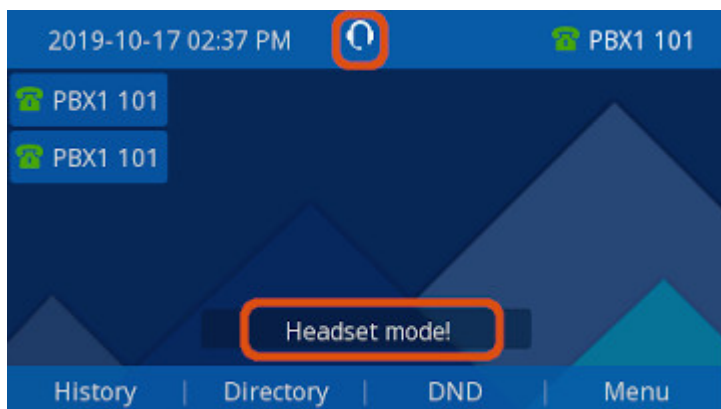 2019-10-17 02:37 PM PBX1 101
PBX1 101
PBX1 101
Headset mode!
History | Directory | DND | Menu